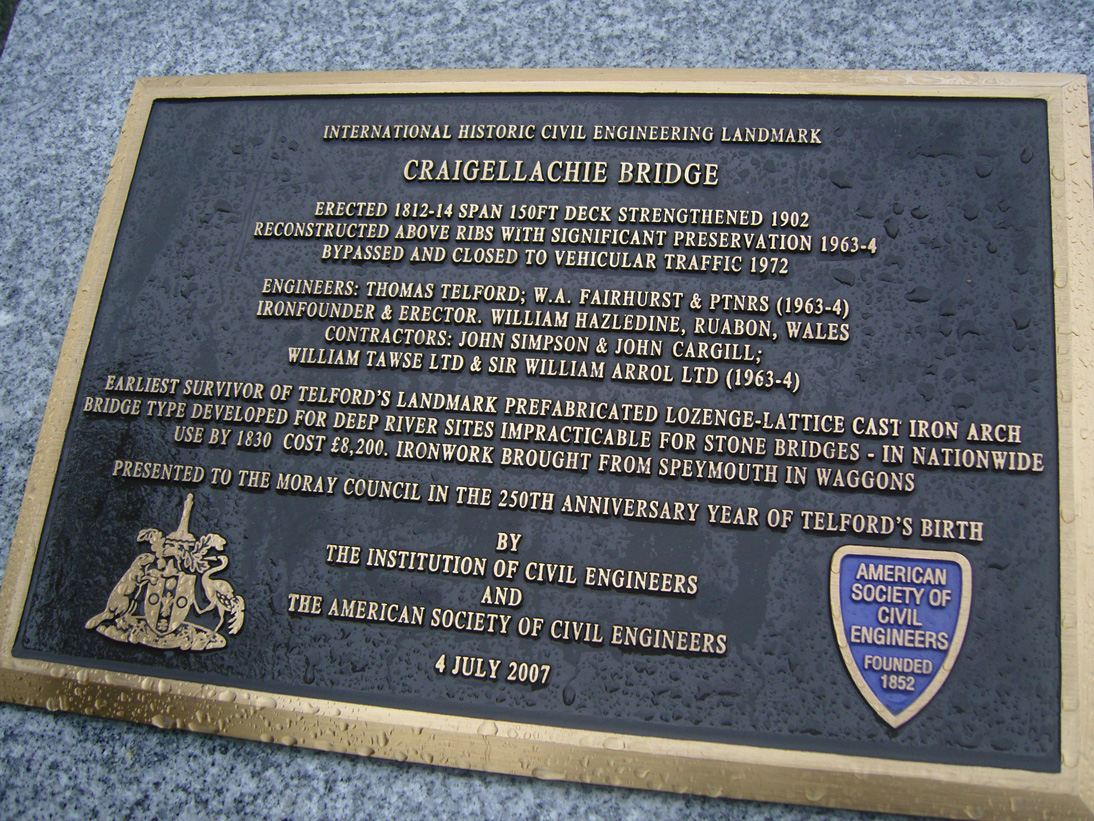 INTERNATIONAL HISTORIC CIVIL ENGINEERING LANDMARK
CRAIGELLACHIE BRIDGE
ERECTED 1812-14 SPAN 150FT DECK STRENGTHENED 1902
RECONSTRUCTED ABOVE RIBS WITH SIGNIFICANT PRESERVATION 1963-4
BYPASSED AND CLOSED TO VEHICULAR TRAFFIC 1972
ENGINEERS: THOMAS TELFORD; W.A. FAIRHURST & PTNRS (1963-4)
IRONFOUNDER & ERECTOR. WILLIAM HAZLEDINE, RUABON, WALES
CONTRACTORS: JOHN SIMPSON & JOHN CARGILL;
WILLIAM TAWSE LTD & SIR WILLIAM ARROL LTD (1963-4)
EARLIEST SURVIVOR OF TELFORD'S LANDMARK PREFABRICATED LOZENGE-LATTICE CAST IRON ARCH
BRIDGE TYPE DEVELOPED FOR DEEP RIVER SITES IMPRACTICABLE FOR STONE BRIDGES - IN NATIONWIDE
USE BY 1830 COST £8,200. IRONWORK BROUGHT FROM SPEYMOUTH IN WAGGONS
PRESENTED TO THE MORAY COUNCIL IN THE 250TH ANNIVERSARY YEAR OF TELFORD'S BIRTH
BY
THE INSTITUTION OF CIVIL ENGINEERS
AND
THE AMERICAN SOCIETY OF CIVIL ENGINEERS
4 JULY 2007
AMERICAN
SOCIETY OF
CIVIL
ENGINEERS
FOUNDED
1852